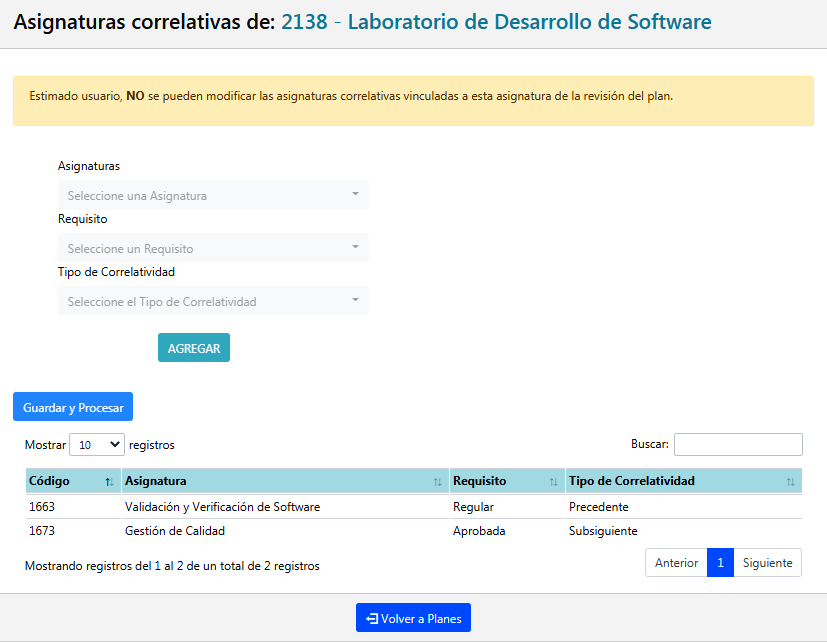 Asignaturas correlativas de: 2138 - Laboratorio de Desarrollo de Software
Estimado usuario, NO se pueden modificar las asignaturas correlativas vinculadas a esta asignatura de la revisión del plan.
Asignaturas
Seleccione una Asignatura
Requisito
Seleccione un Requisito
Tipo de Correlatividad
Seleccione el Tipo de Correlatividad
AGREGAR
Guardar y Procesar
Mostrar 10 registros Buscar:
Código Asignatura Requisito Tipo de Correlatividad
1663 Validación y Verificación de Software Regular Precedente
1673 Gestión de Calidad Aprobada Subsiguiente
Mostrando registros del 1 al 2 de un total de 2 registros Anterior 1 Siguiente
Volver a Planes